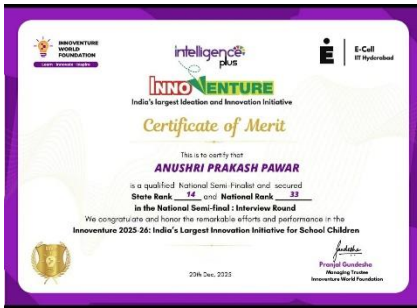 INNOVENTURE
WORLD
FOUNDATION
Learn Innovate Inspire
intelligence
plus
E-Cell
IIT Hyderabad
INNOVENTURE
India's largest Ideation and Innovation Initiative
Certificate of Merit
This is to certify that
ANUSHRI PRAKASH PAWAR
is a qualified National Semi-Finalist and secured
State Rank 14 and National Rank 33
in the National Semi-final : Interview Round
We congratulate and honor the remarkable efforts and performance in the
Innoventure 2025-26: India's Largest Innovation Initiative for School Children
20th Dec, 2025
Gundesha
Pranjal Gundesha
Managing Trustee
Innoventure World Foundation